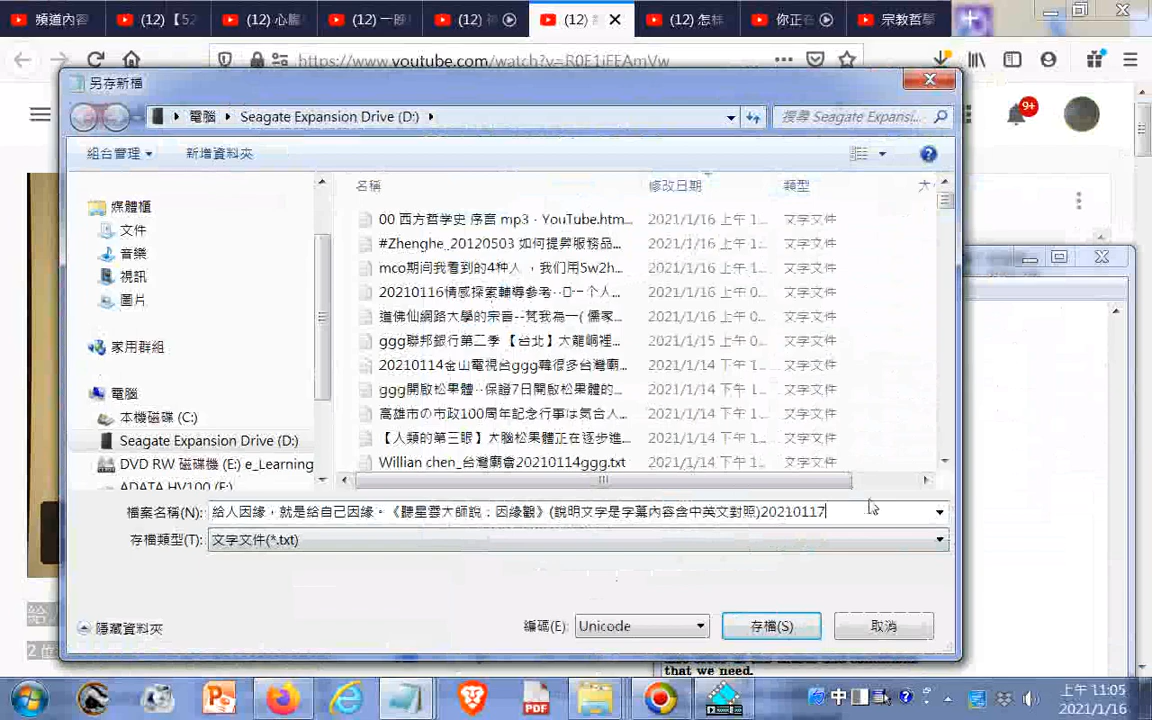 頻道內容
(12) 【52
(12) 心腦
(12) 一般
(12)
(12)
(12) 怎樣
你正在
宗教哲學
https://www.youtube.com/watch?v=R0E1iFEAmVw
另存新檔
電腦 Seagate Expansion Drive (D:)
搜尋 Seagate Expansi...
9+
組合管理
新增資料夾
名稱
修改日期
類型
大
媒體櫃
文件
音樂
視訊
圖片
家用群組
電腦
本機磁碟 (C:)
Seagate Expansion Drive (D:)
DVD RW 磁碟機 (E:) e_Learning
ADATA HV100 (F:)
00 西方哲学史 序言 mp3 - YouTube.htm... 2021/1/16 上午 1... 文字文件
#Zhenghe_20120503 如何提昇服務品... 2021/1/16 上午 1... 文字文件
mco期间我看到的4种人 ，我们用5w2h... 2021/1/16 上午 1... 文字文件
20210116情感探索輔導參考--一个人... 2021/1/16 上午 0... 文字文件
道佛仙網路大學的宗旨--梵我為一( 儒家... 2021/1/16 上午 0... 文字文件
ggg聯邦銀行第二季 【台北】大龍峒裡... 2021/1/15 上午 0... 文字文件
20210114金山電視台ggg韓很多台灣廟... 2021/1/14 下午 1... 文字文件
ggg開啟松果體--保證7日開啟松果體的... 2021/1/14 下午 1... 文字文件
高雄市の市政100周年記念行事は気合人... 2021/1/14 下午 1... 文字文件
【人類的第三眼】大腦松果體正在逐步進... 2021/1/14 下午 1... 文字文件
Willian chen_台灣廟會20210114ggg.txt 2021/1/14 下午 1... 文字文件
檔案名稱(N): 給人因緣，就是給自己因緣。《聽星雲大師說：因緣觀》(說明文字是字幕內容含中英文對照)20210117
存檔類型(T): 文字文件(*.txt)
隱藏資料夾
編碼(E): Unicode
存檔(S)
取消
給
2 位
that we need.
PDF
中
上午 11:05
2021/1/16